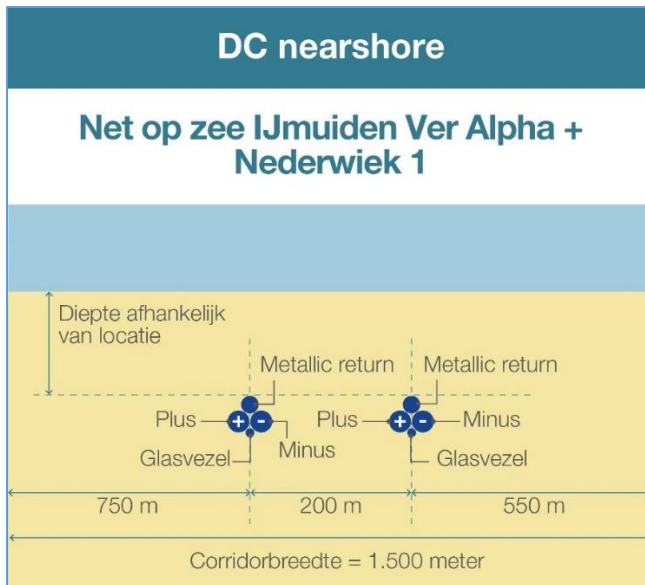 DC nearshore
Net op zee IJmuiden Ver Alpha +
Nederwiek 1
Diepte afhankelijk
van locatie
Metallic return
Metallic return
Plus
+ -
Plus
+ -
Minus
Minus
Glasvezel
Glasvezel
750 m
200 m
550 m
Corridorbreedte = 1.500 meter